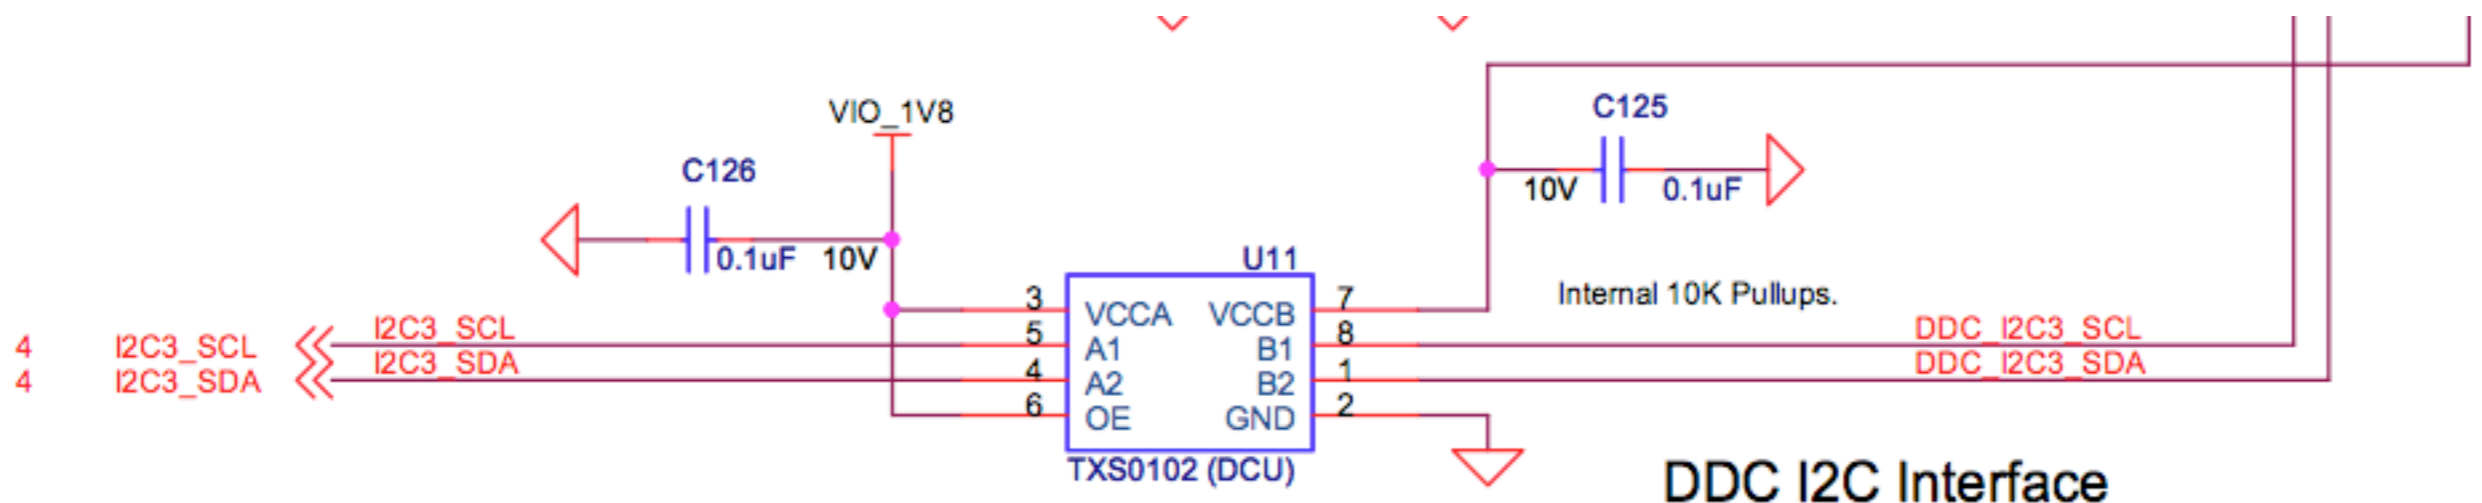 VIO_1V8
C125
C126
10V
0.1uF
0.1uF
10V
U11
Internal 10K Pullups.
3
VCCA
VCCB
7
4
I2C3_SCL
I2C3_SCL
5
A1
B1
8
DDC_I2C3_SCL
4
I2C3_SDA
I2C3_SDA
4
A2
B2
1
DDC_I2C3_SDA
6
OE
GND
2
TXS0102 (DCU)
DDC I2C Interface